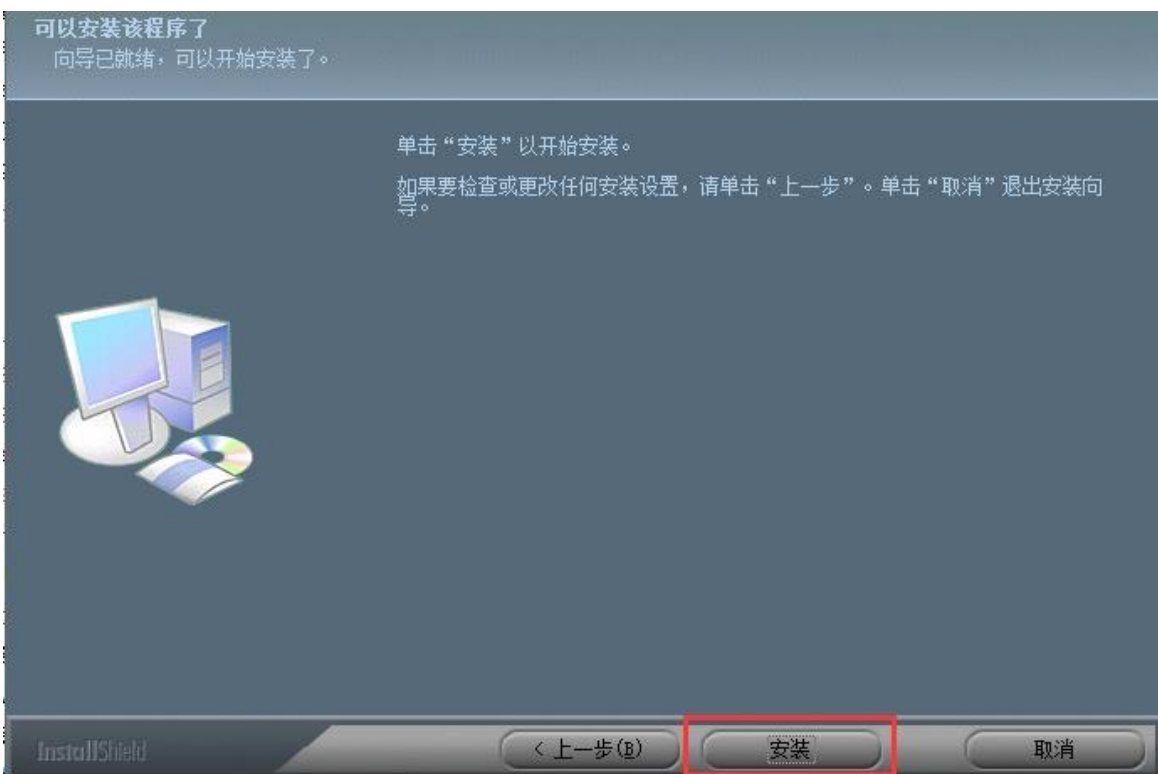 可以安装该程序了
向导已就绪，可以开始安装了。
单击“安装”以开始安装。
如果要检查或更改任何安装设置，请单击“上一步”。单击“取消”退出安装向
导。
InstallShield
< 上一步(B)
安装
取消